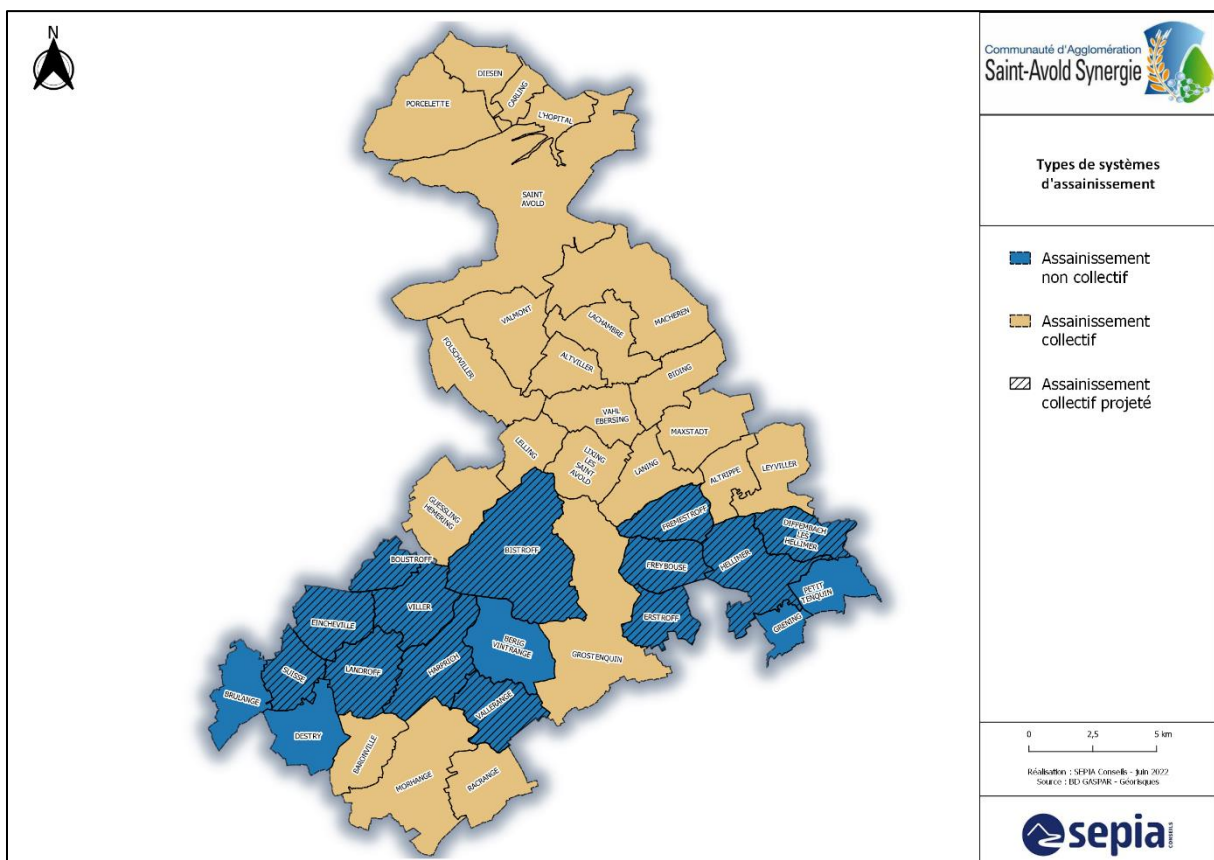 N
DIESEN
CARLING
PORCELETTE
L'HOPITAL
SAINT
AVOLD
VALMONT
LACHAMBRE
MACHEREN
FOLSCHVILLER
ALTVILLER
BIDING
VAHL
EBERSING
MAXSTADT
LELLING
LIXING
LES
SAINT
AVOLD
LANING
ALTRIPPE
LEYVILLER
GUESSLING
HEMERING
FREMESTROFF
DIFFEMBACH
LES
HELLIMER
BISTROFF
BOUSTROFF
FREYBOUSE
HELLIMER
PETIT
TENQUIN
VILLER
EINCHEVILLE
ERSTROFF
GRENING
BERIG
VINTRANGE
GROSTENQUIN
SUISSE
LANDROFF
HARPRICH
BRULANGE
VALLERANGE
DESTRY
BARONVILLE
MORHANGE
RACRANGE
Communauté d'Agglomération
Saint-Avold Synergie
Types de systèmes
d'assainissement
Assainissement
non collectif
Assainissement
collectif
Assainissement
collectif projeté
0 2,5 5 km
Réalisation : SEPIA Conseils - juin 2022
Source : BD GASPAR - Géorisques
sepia
CONSEILS